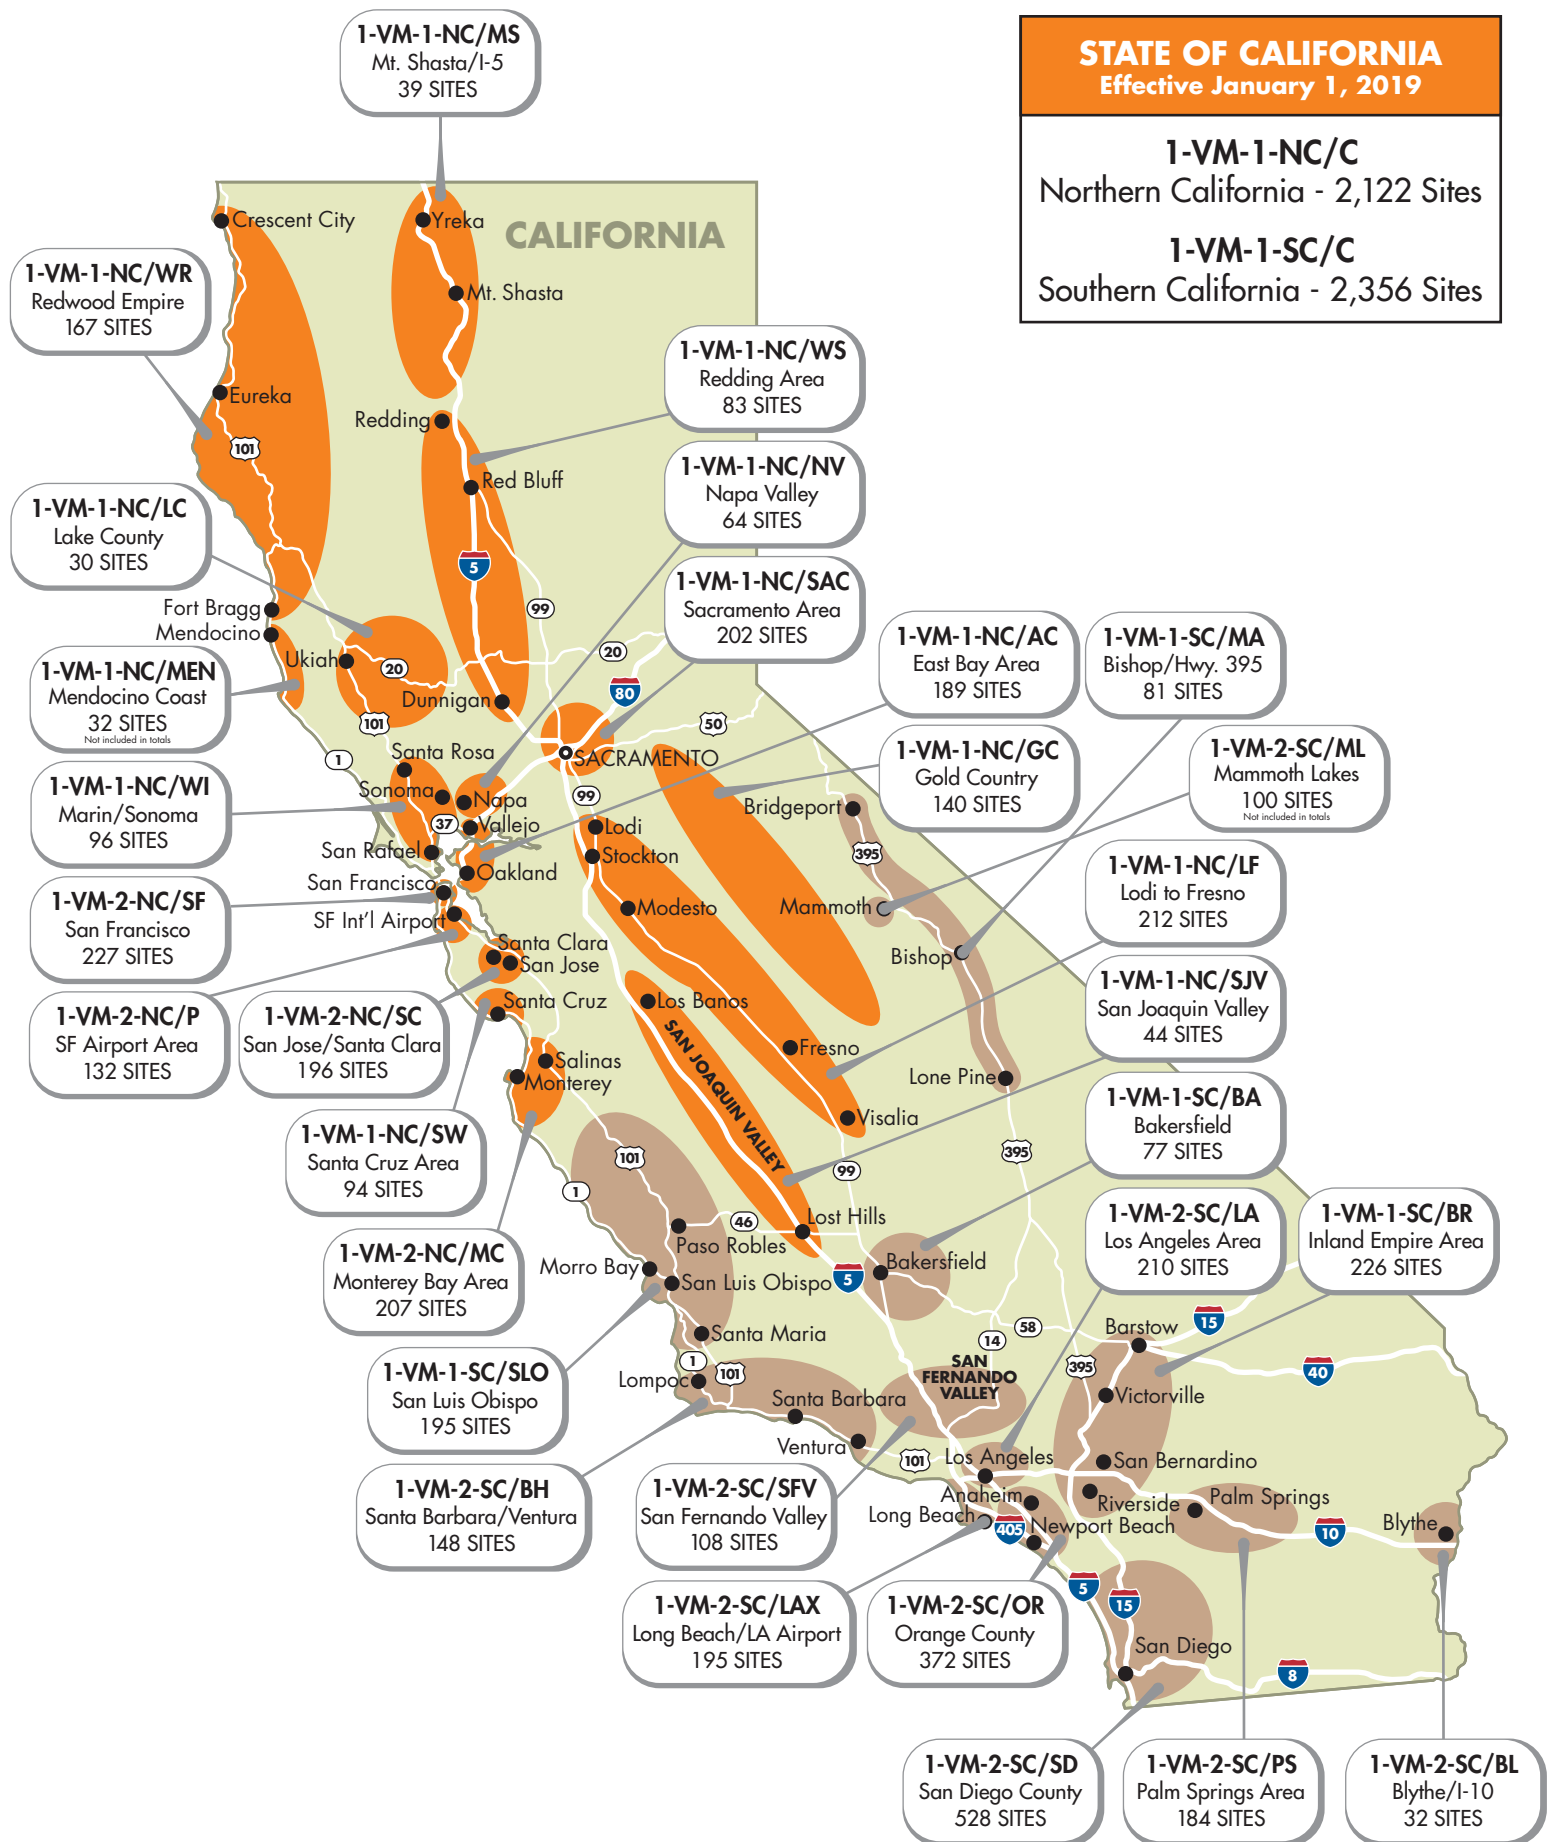 1-VM-1-NC/MS
Mt. Shasta/I-5
39 SITES
STATE OF CALIFORNIA
Effective January 1, 2019
1-VM-1-NC/C
Northern California - 2,122 Sites
1-VM-1-SC/C
Southern California - 2,356 Sites
CALIFORNIA
Crescent City
Yreka
Mt. Shasta
1-VM-1-NC/WR
Redwood Empire
167 SITES
1-VM-1-NC/WS
Redding Area
83 SITES
Eureka
Redding
101
Red Bluff
1-VM-1-NC/NV
Napa Valley
64 SITES
1-VM-1-NC/LC
Lake County
30 SITES
5
99
1-VM-1-NC/SAC
Sacramento Area
202 SITES
Fort Bragg
Mendocino
Ukiah
20
20
80
Dunnigan
1-VM-1-NC/AC
East Bay Area
189 SITES
1-VM-1-SC/MA
Bishop/Hwy. 395
81 SITES
1-VM-1-NC/MEN
Mendocino Coast
32 SITES
Not included in totals
101
50
1
Santa Rosa
SACRAMENTO
1-VM-1-NC/GC
Gold Country
140 SITES
1-VM-2-SC/ML
Mammoth Lakes
100 SITES
Not included in totals
1-VM-1-NC/WI
Marin/Sonoma
96 SITES
Sonoma
Napa
99
Bridgeport
37
Vallejo
Lodi
San Rafael
Stockton
395
1-VM-1-NC/LF
Lodi to Fresno
212 SITES
San Francisco
Oakland
1-VM-2-NC/SF
San Francisco
227 SITES
SF Int'l Airport
Modesto
Mammoth
Santa Clara
San Jose
Bishop
1-VM-1-NC/SJV
San Joaquin Valley
44 SITES
Santa Cruz
Los Banos
1-VM-2-NC/P
SF Airport Area
132 SITES
1-VM-2-NC/SC
San Jose/Santa Clara
196 SITES
SAN JOAQUIN VALLEY
Fresno
Salinas
Monterey
Lone Pine
1-VM-1-SC/BA
Bakersfield
77 SITES
Visalia
1-VM-1-NC/SW
Santa Cruz Area
94 SITES
101
99
395
1
1-VM-2-SC/LA
Los Angeles Area
210 SITES
1-VM-1-SC/BR
Inland Empire Area
226 SITES
Lost Hills
46
Paso Robles
1-VM-2-NC/MC
Monterey Bay Area
207 SITES
Morro Bay
San Luis Obispo
5
Bakersfield
Santa Maria
14
58
Barstow
15
1-VM-1-SC/SLO
San Luis Obispo
195 SITES
1
101
Lompoc
SAN
FERNANDO
VALLEY
395
40
Santa Barbara
Victorville
Ventura
101
Los Angeles
San Bernardino
1-VM-2-SC/BH
Santa Barbara/Ventura
148 SITES
1-VM-2-SC/SFV
San Fernando Valley
108 SITES
Anaheim
Riverside
Palm Springs
Long Beach
405
Newport Beach
10
Blythe
1-VM-2-SC/LAX
Long Beach/LA Airport
195 SITES
1-VM-2-SC/OR
Orange County
372 SITES
5
15
San Diego
8
1-VM-2-SC/SD
San Diego County
528 SITES
1-VM-2-SC/PS
Palm Springs Area
184 SITES
1-VM-2-SC/BL
Blythe/I-10
32 SITES